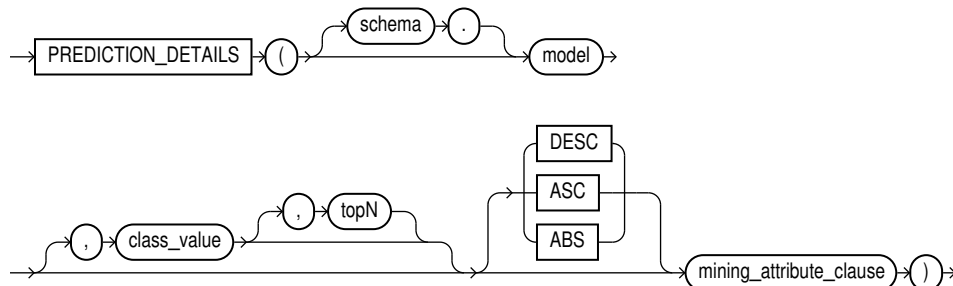 PREDICTION_DETAILS ( schema . model
, class_value , topN DESC ASC ABS mining_attribute_clause )